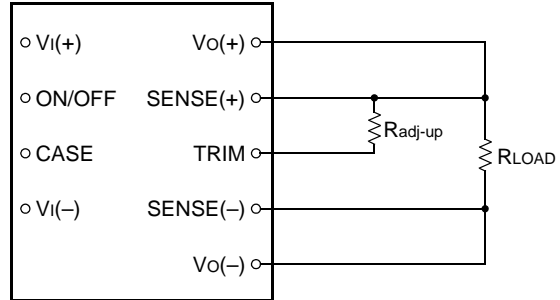 VI(+) VO(+)
ON/OFF SENSE(+)
Radj-up
CASE TRIM
RLOAD
VI(–) SENSE(–)
VO(–)